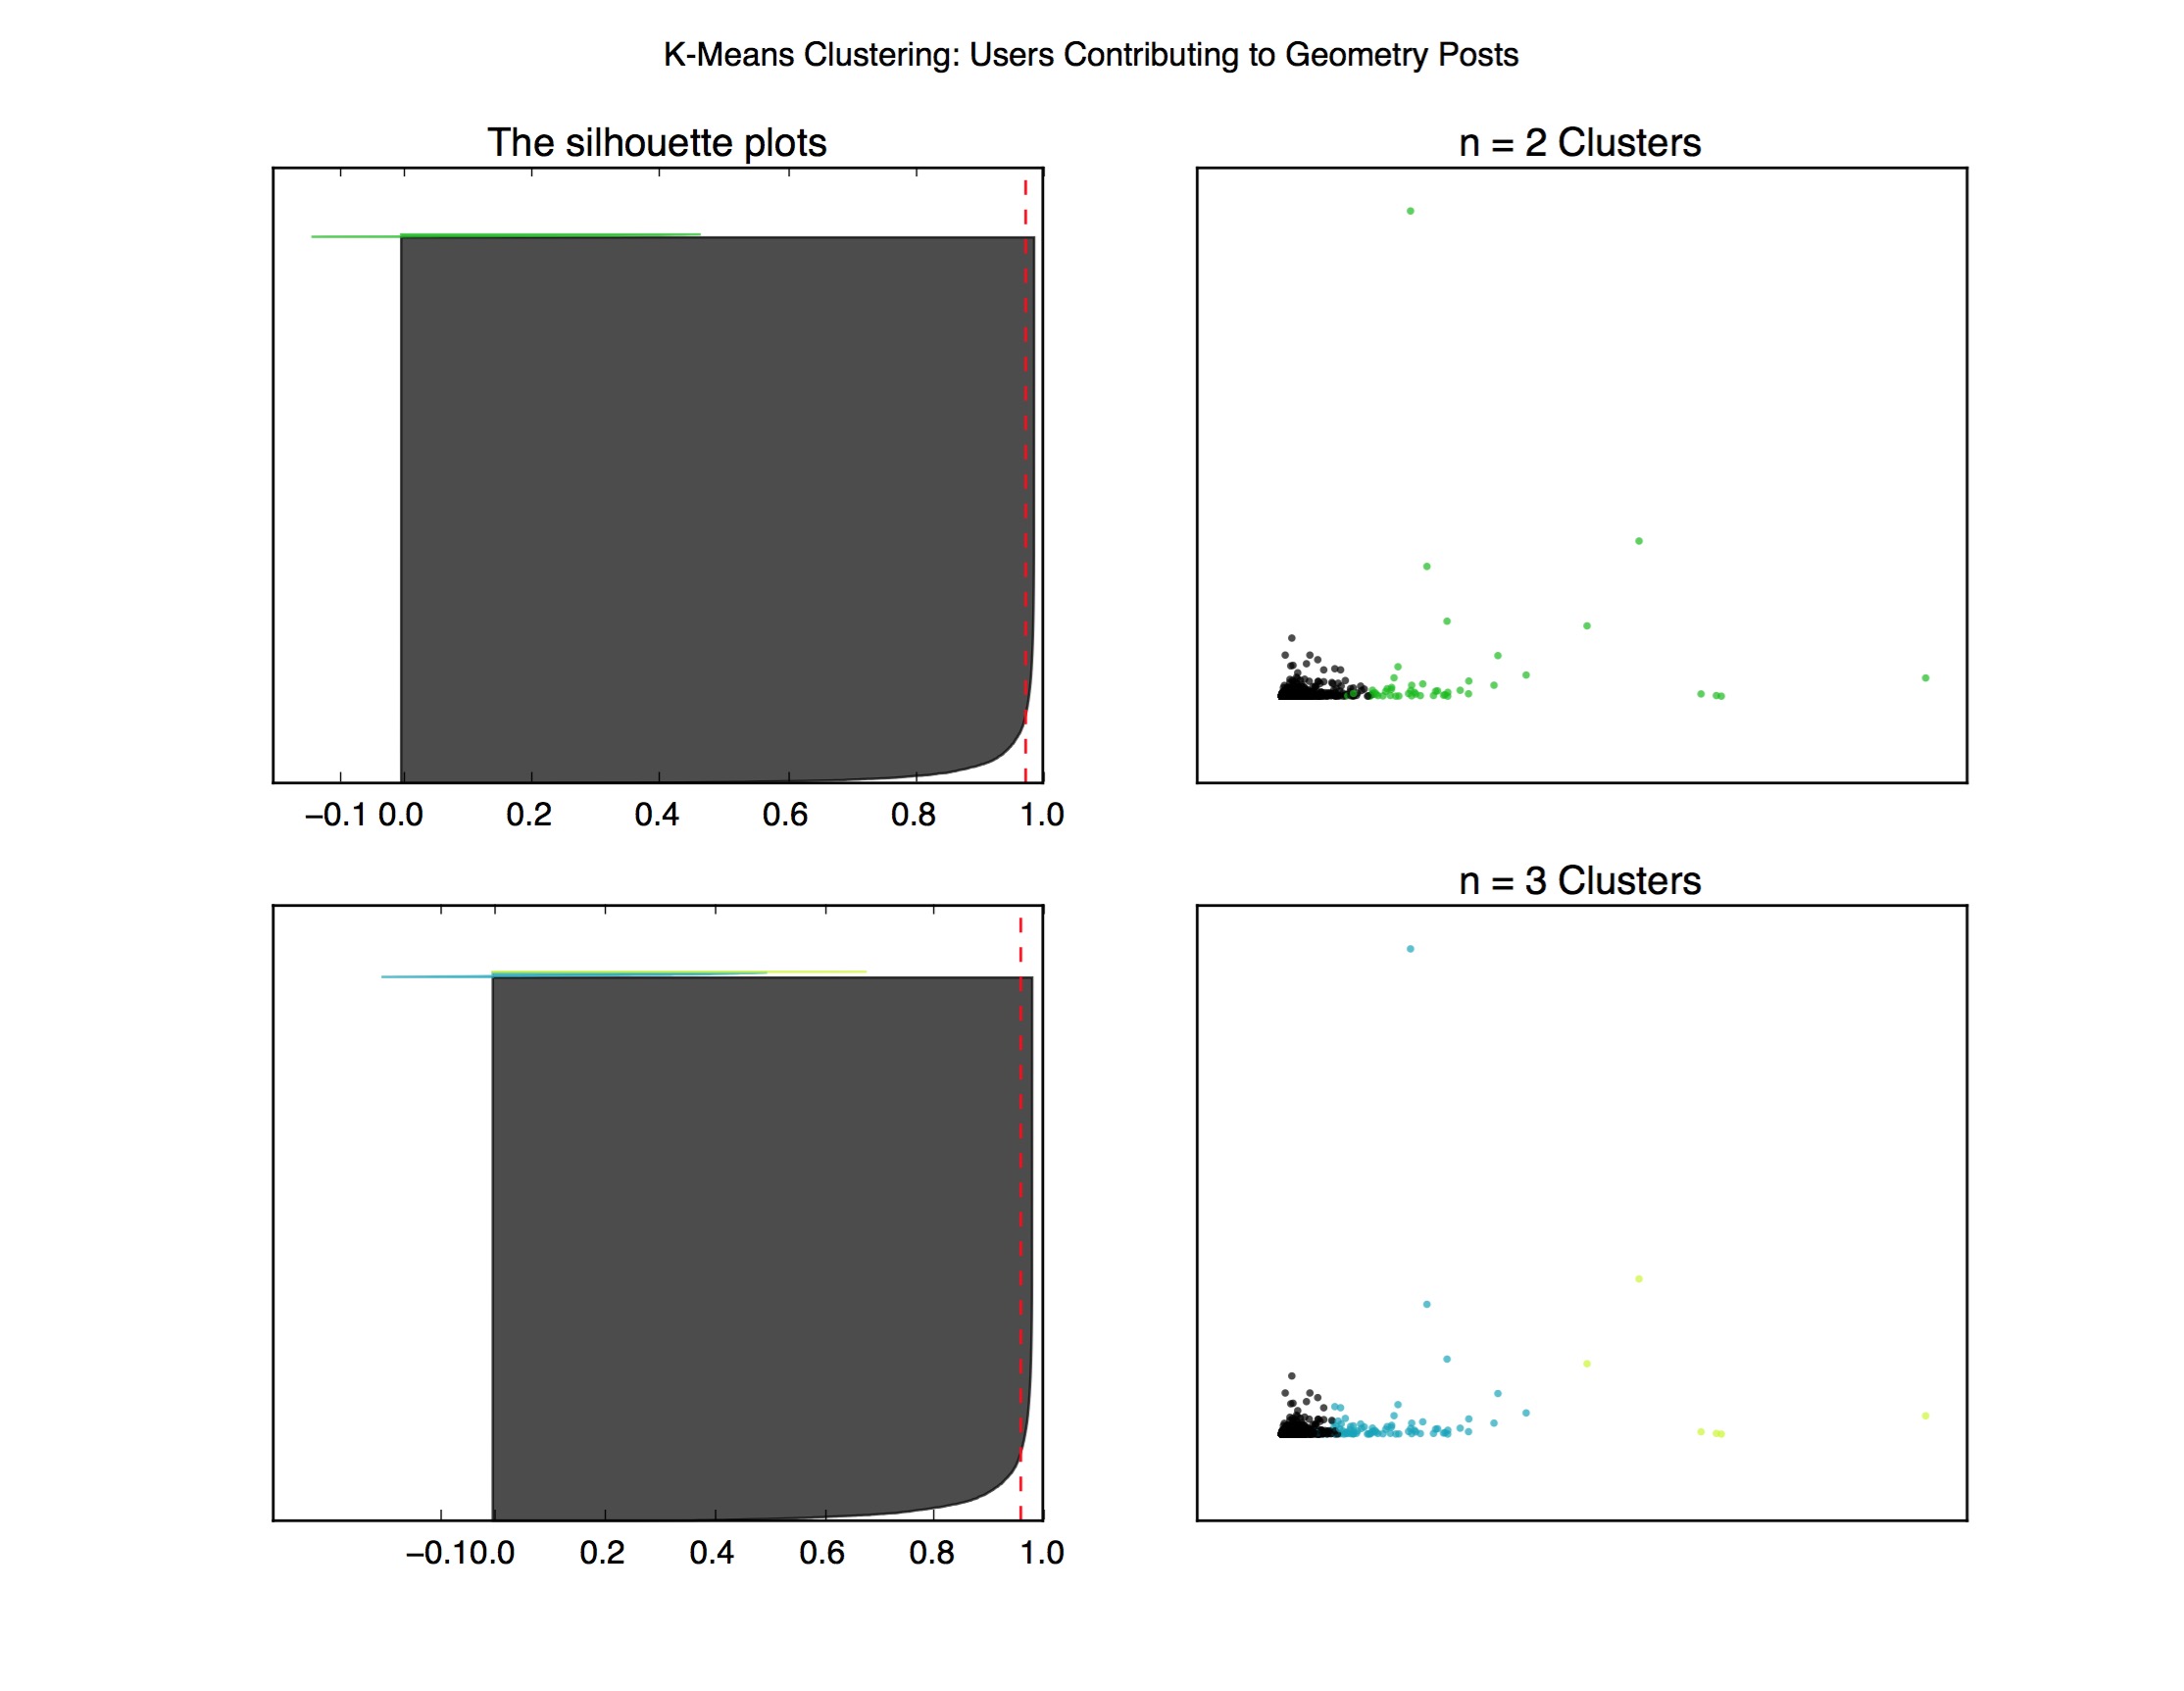 K-Means Clustering: Users Contributing to Geometry Posts
The silhouette plots
n = 2 Clusters
−0.1 0.0 0.2 0.4 0.6 0.8 1.0
n = 3 Clusters
−0.1 0.0 0.2 0.4 0.6 0.8 1.0